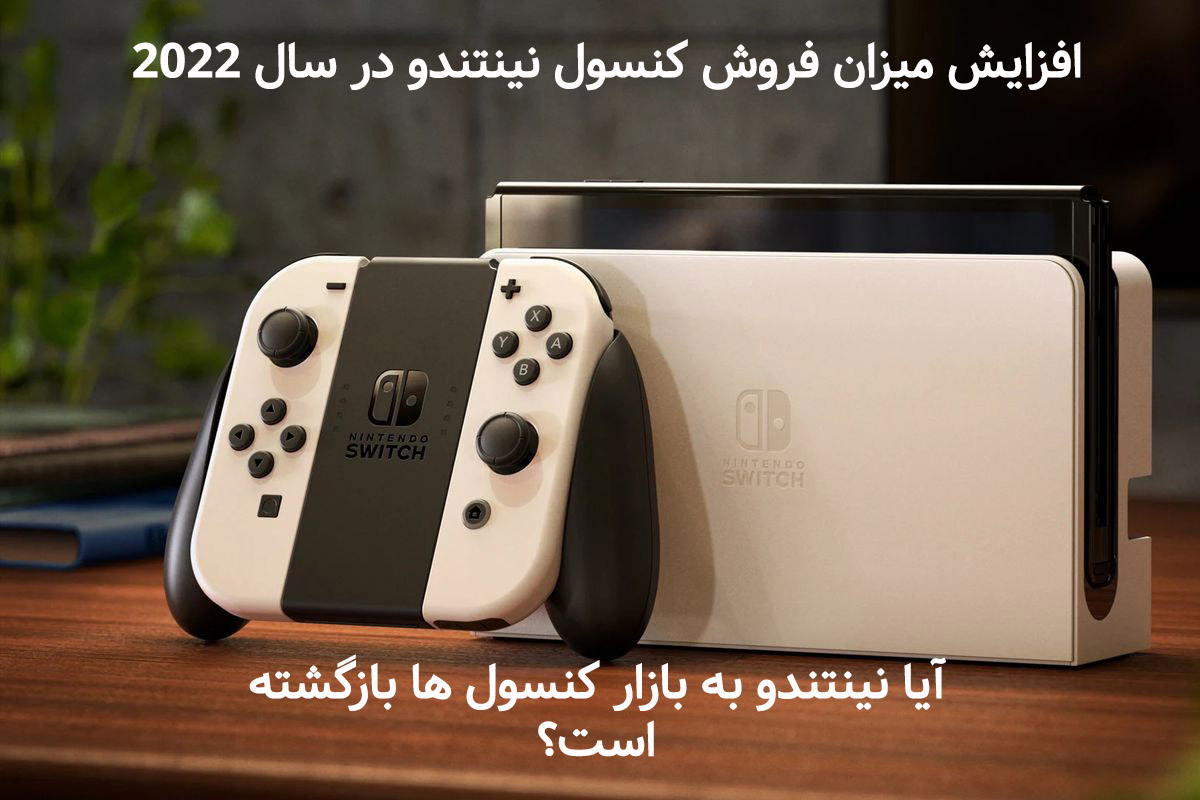 افزایش میزان فروش کنسول نینتندو در سال 2022
X
Y
A
B
NINTENDO
SWITCH
NINTENDO
SWITCH
آیا نینتندو به بازار کنسول ها بازگشته
است؟